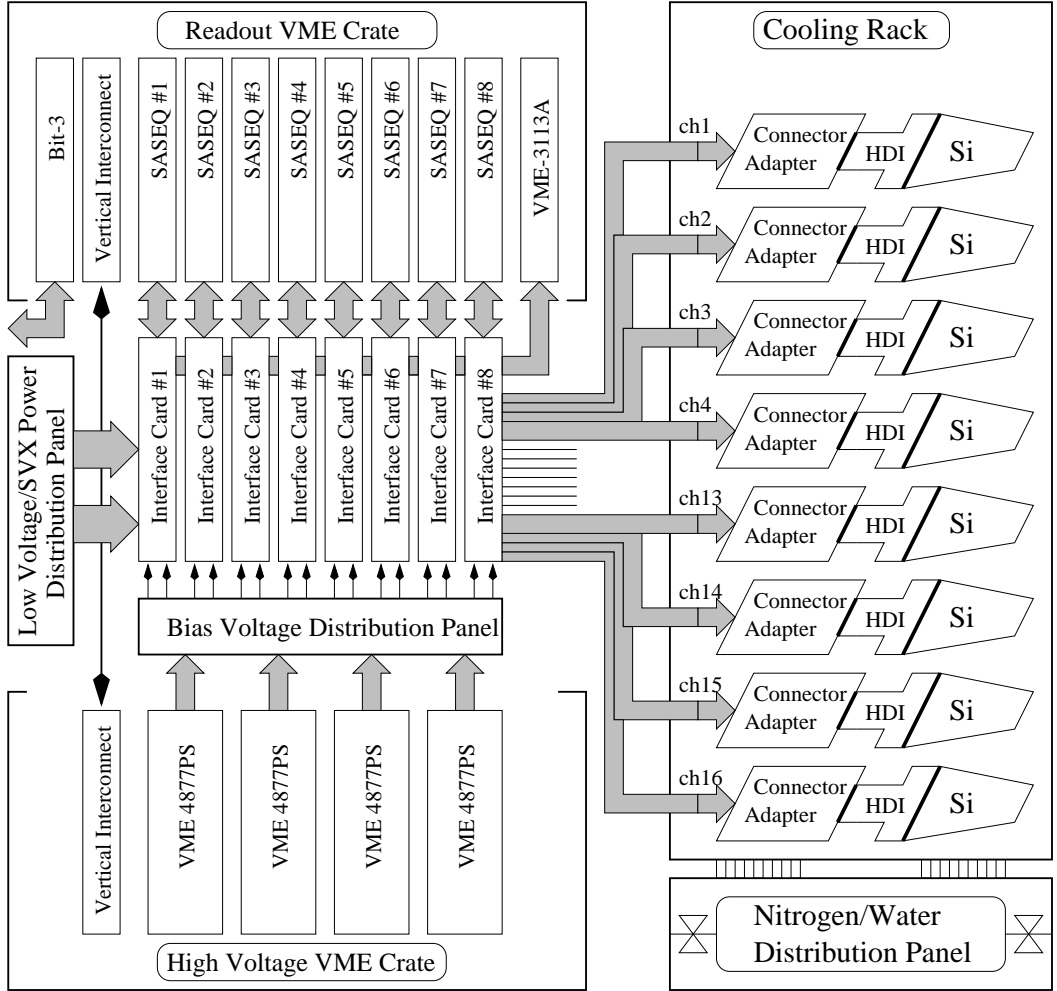 Readout VME Crate
Bit-3
Vertical Interconnect
SASEQ #1
SASEQ #2
SASEQ #3
SASEQ #4
SASEQ #5
SASEQ #6
SASEQ #7
SASEQ #8
VME-3113A
Low Voltage/SVX Power
Distribution Panel
Interface Card #1
Interface Card #2
Interface Card #3
Interface Card #4
Interface Card #5
Interface Card #6
Interface Card #7
Interface Card #8
Bias Voltage Distribution Panel
Vertical Interconnect
VME 4877PS
VME 4877PS
VME 4877PS
VME 4877PS
High Voltage VME Crate
Cooling Rack
ch1
Connector
Adapter
HDI
Si
ch2
Connector
Adapter
HDI
Si
ch3
Connector
Adapter
HDI
Si
ch4
Connector
Adapter
HDI
Si
ch13
Connector
Adapter
HDI
Si
ch14
Connector
Adapter
HDI
Si
ch15
Connector
Adapter
HDI
Si
ch16
Connector
Adapter
HDI
Si
Nitrogen/Water
Distribution Panel